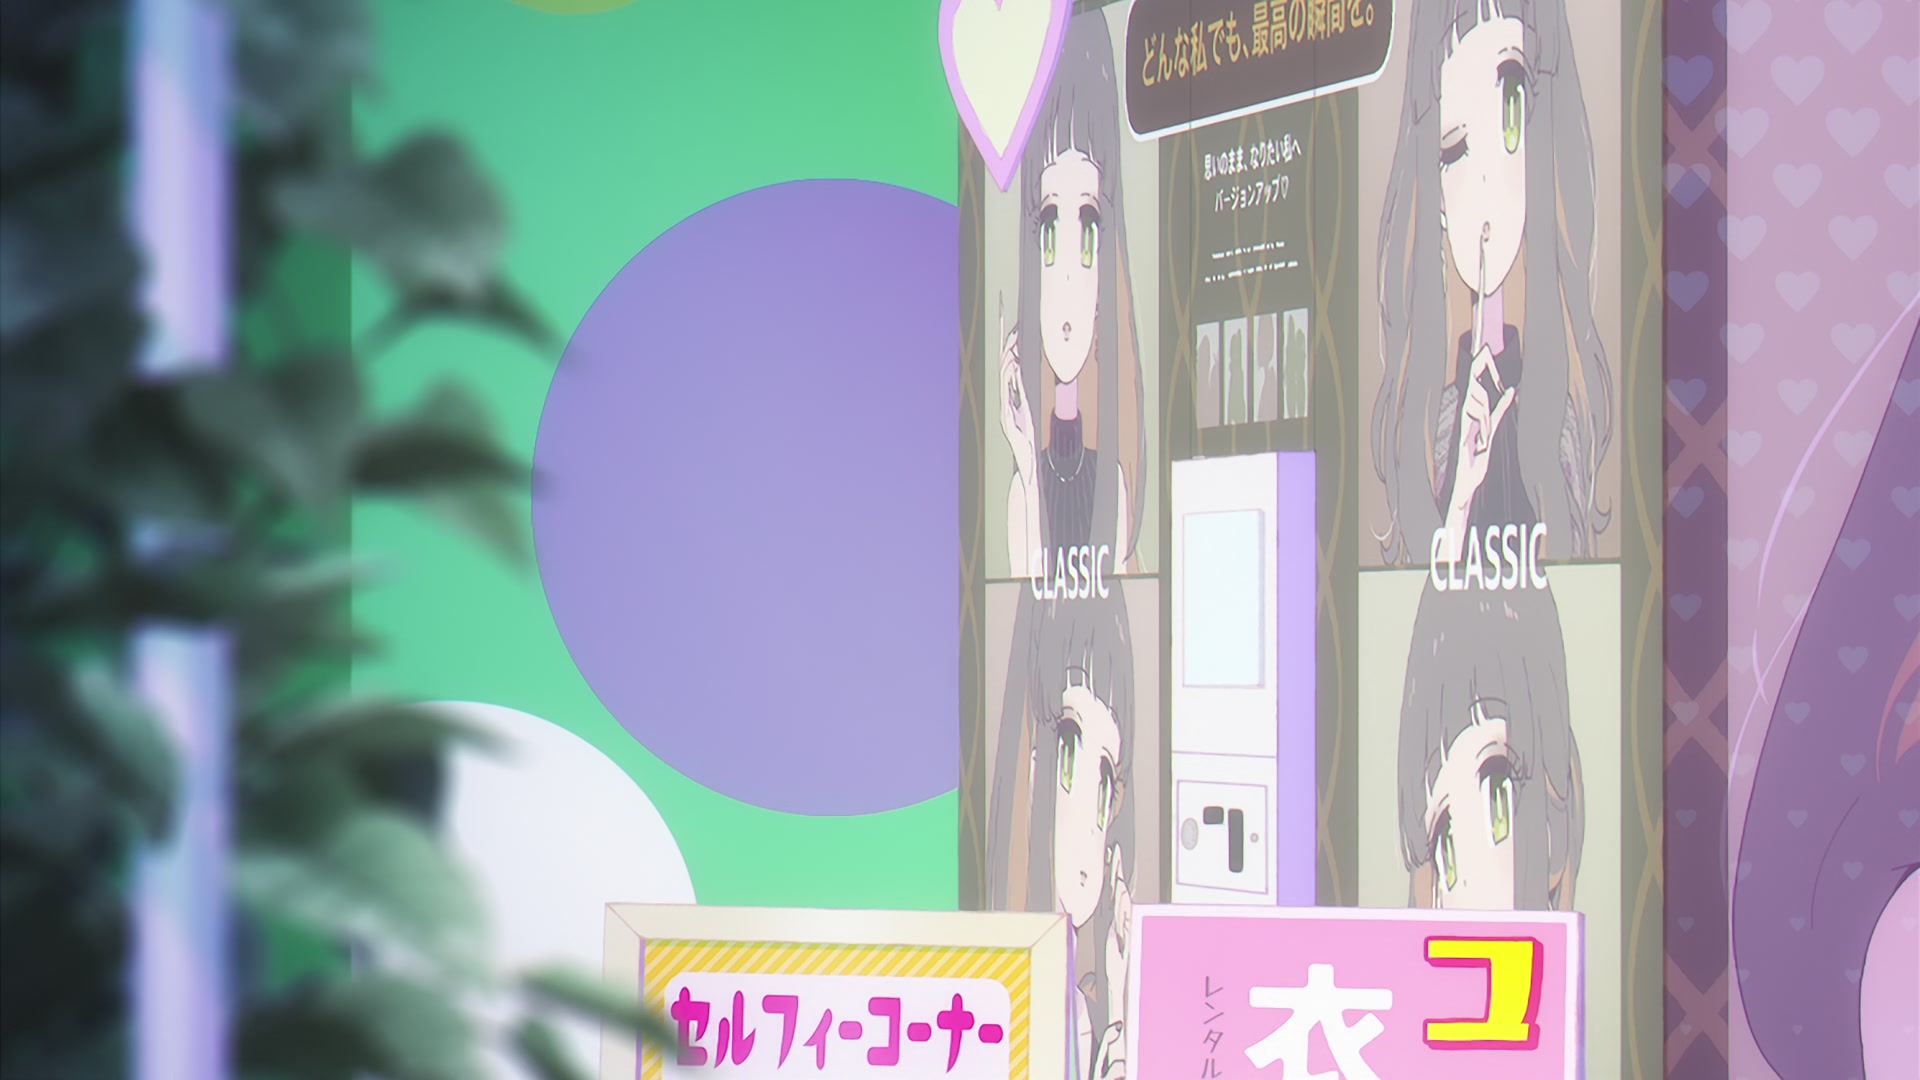 どんな私でも、最高の瞬間を。
思いのまま、なりたい私へ
バージョンアップ♡
CLASSIC
CLASSIC
セルフィーコーナー
レンタル
衣
コ